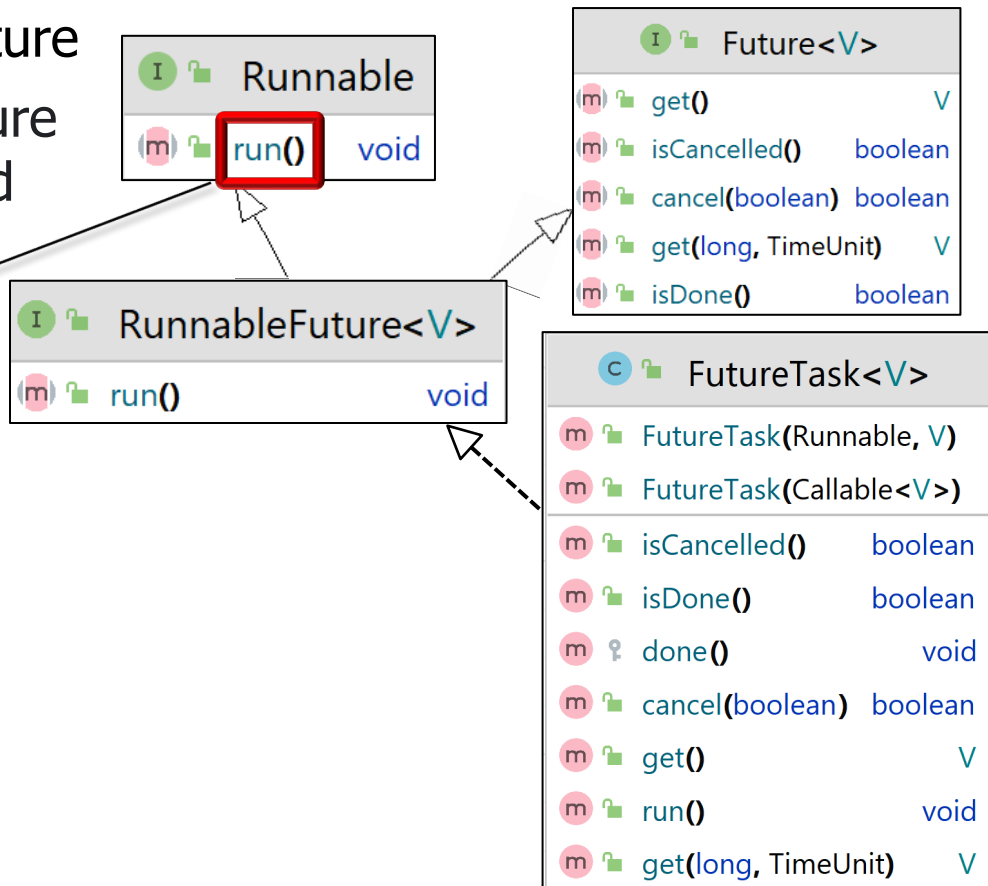 ture
ure
d
I Runnable
m run() void
I Future<V>
m get() V
m isCancelled() boolean
m cancel(boolean) boolean
m get(long, TimeUnit) V
m isDone() boolean
I RunnableFuture<V>
m run() void
C FutureTask<V>
m FutureTask(Runnable, V)
m FutureTask(Callable<V>)
m isCancelled() boolean
m isDone() boolean
m done() void
m cancel(boolean) boolean
m get() V
m run() void
m get(long, TimeUnit) V